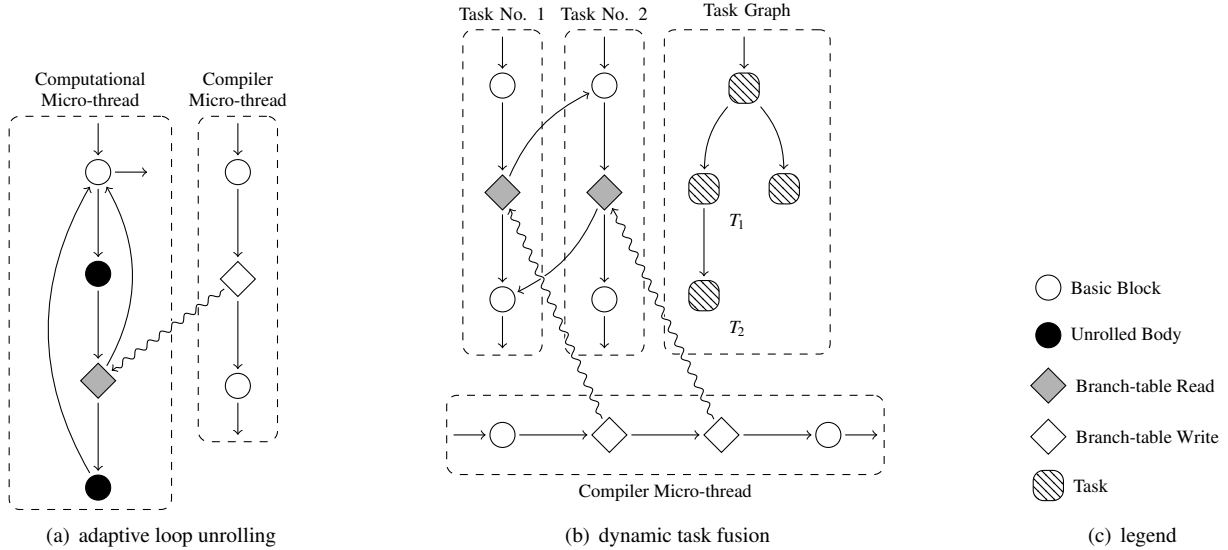 Computational
Micro-thread
Compiler
Micro-thread
(a) adaptive loop unrolling
Task No. 1
Task No. 2
Task Graph
T1
T2
Compiler Micro-thread
(b) dynamic task fusion
Basic Block
Unrolled Body
Branch-table Read
Branch-table Write
Task
(c) legend